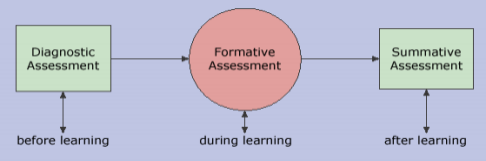 Diagnostic
Assessment
Formative
Assessment
Summative
Assessment
before learning
during learning
after learning